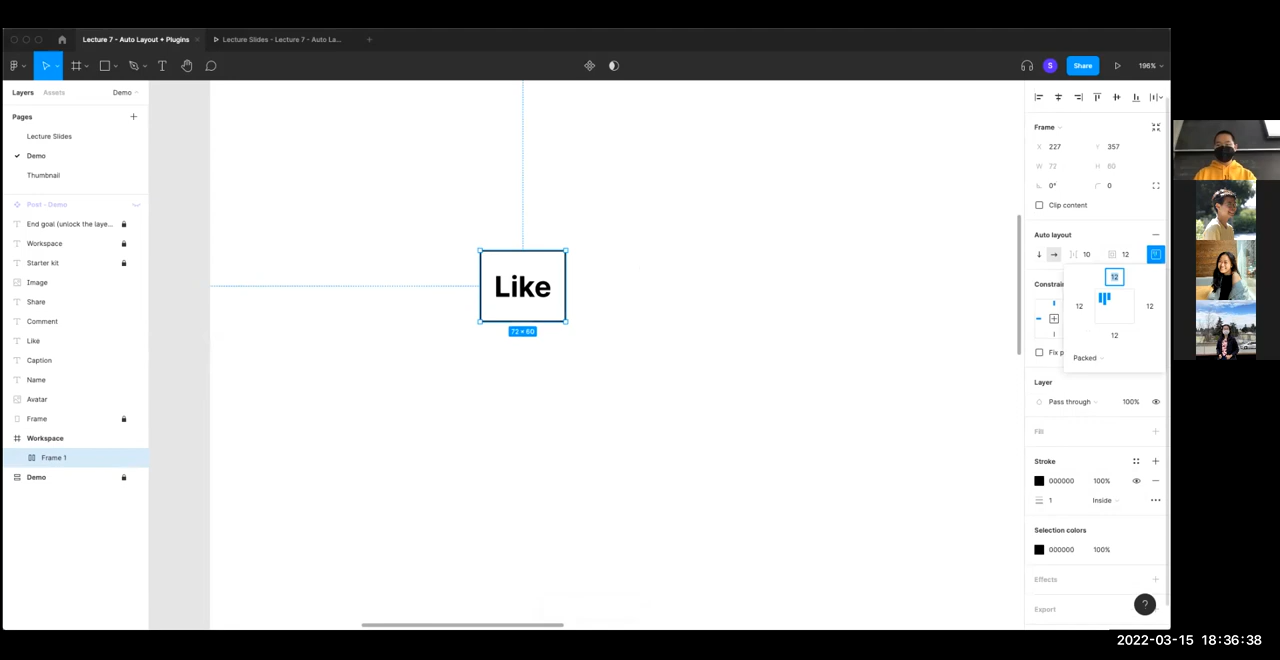 Lecture 7 - Auto Layout + Plugins
Lecture Slides - Lecture 7 - Auto La...
S
Share
196%
Layers
Assets
Demo
Pages
Lecture Slides
Demo
Thumbnail
Post - Demo
End goal (unlock the laye...
Workspace
Starter kit
Image
Share
Comment
Like
Caption
Name
Avatar
Frame
Workspace
Frame 1
Demo
Like
72 × 60
Frame
X 227
Y 357
W 72
H 60
0°
0
Clip content
Auto layout
10
12
Constrai
12
12
12
12
Packed
Fix p
Layer
Pass through
100%
Fill
Stroke
000000
100%
1
Inside
Selection colors
000000
100%
Effects
Export
?
2022-03-15 18:36:38